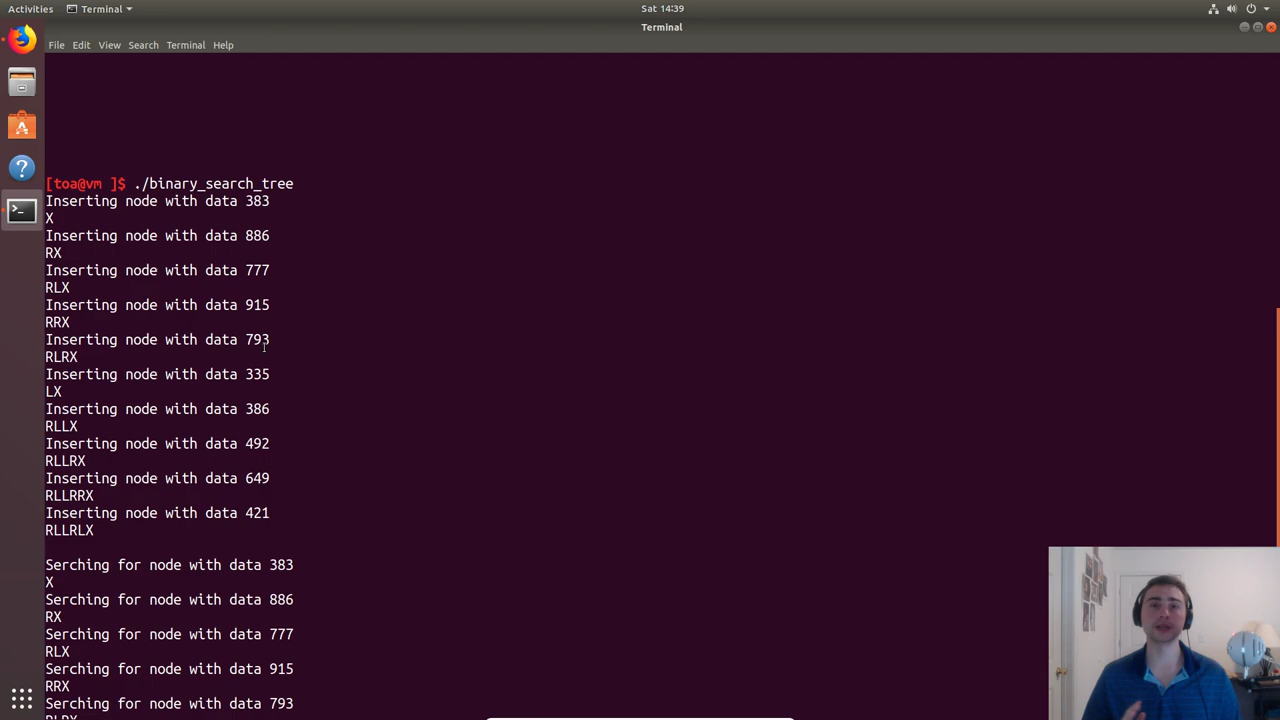 Activities
Terminal
Sat 14:39
Terminal
File Edit View Search Terminal Help
[toa@vm ]$ ./binary_search_tree
Inserting node with data 383
X
Inserting node with data 886
RX
Inserting node with data 777
RLX
Inserting node with data 915
RRX
Inserting node with data 793
RLRX
Inserting node with data 335
LX
Inserting node with data 386
RLLX
Inserting node with data 492
RLLRX
Inserting node with data 649
RLLRRX
Inserting node with data 421
RLLRLX
Serching for node with data 383
X
Serching for node with data 886
RX
Serching for node with data 777
RLX
Serching for node with data 915
RRX
Serching for node with data 793
RLRX